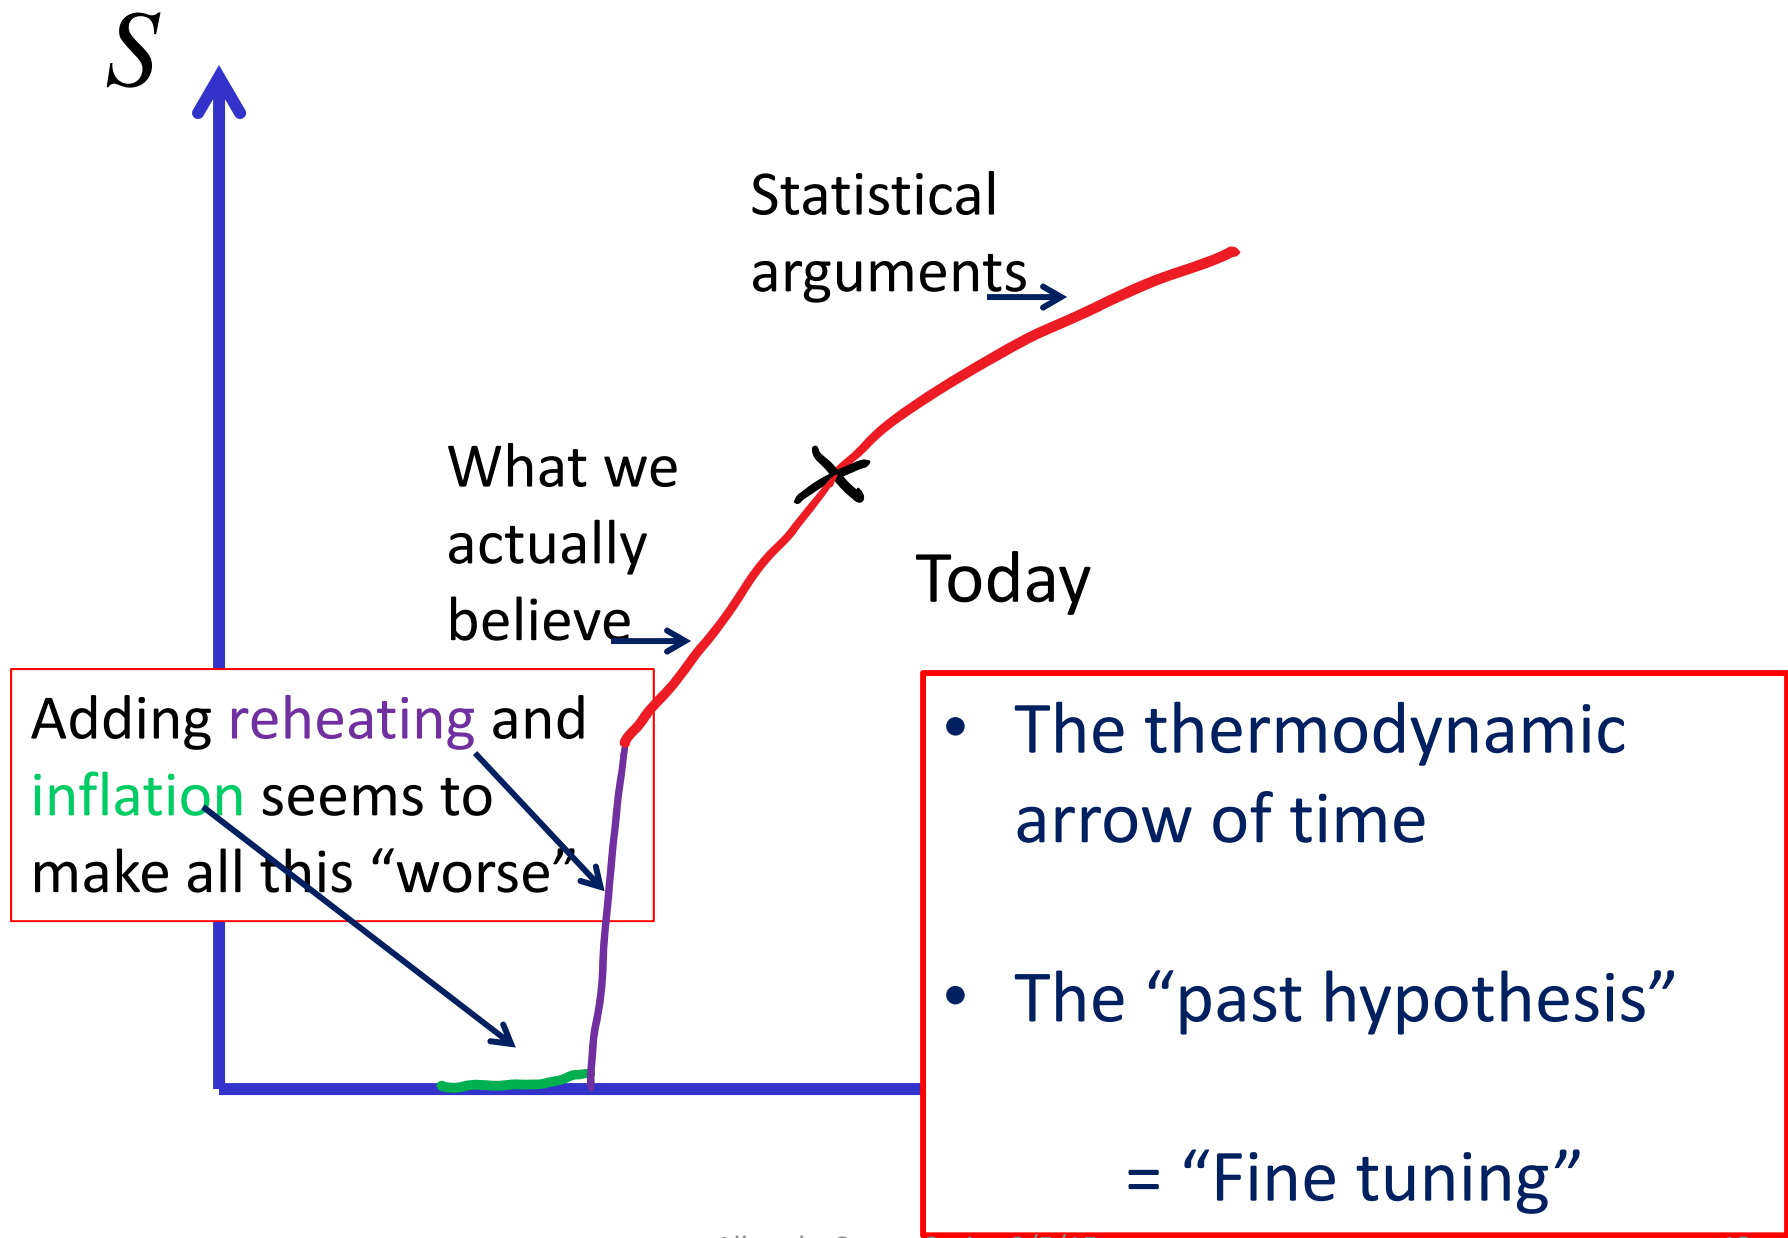 S
Statistical
arguments
What we
actually
believe
Today
Adding reheating and
inflation seems to
make all this “worse”
• The thermodynamic
arrow of time
• The “past hypothesis”
= “Fine tuning”